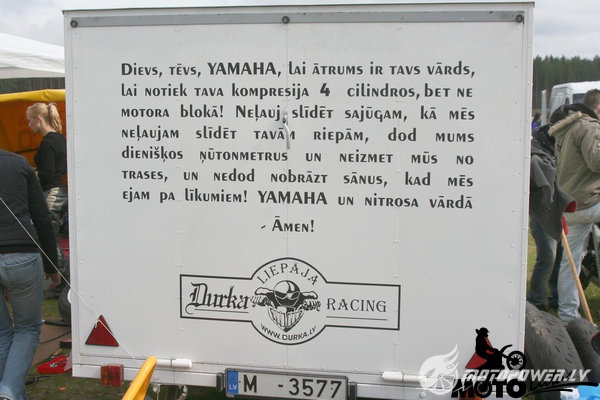 Dievs, tēvs, YAMAHA, lai ātrums ir tavs vārds,
lai notiek tava kompresija 4 cilindros, bet ne
motora blokā! Neļauj slīdēt sajūgam, kā mēs
neļaujam slīdēt tavām riepām, dod mums
dienišķos ņūtonmetrus un neizmet mūs no
trases, un nedod nobrāzt sānus, kad mēs
ejam pa līkumiem! YAMAHA un nitrosa vārdā
- Āmen!
LIEPAJA
Durka RACING
WWW.DURKA.LV
LV M -3577
MOTOPOWER.LV
MOTO